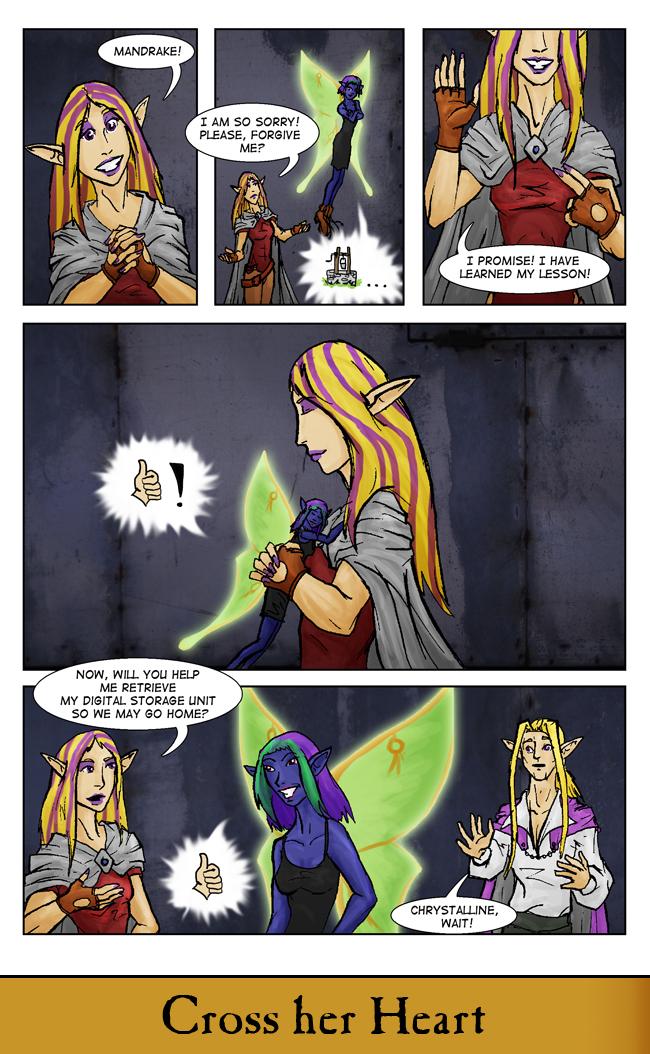 MANDRAKE!
I AM SO SORRY!
PLEASE, FORGIVE
ME?
...
I PROMISE! I HAVE
LEARNED MY LESSON!
!
NOW, WILL YOU HELP
ME RETRIEVE
MY DIGITAL STORAGE UNIT
SO WE MAY GO HOME?
CHRYSTALLINE,
WAIT!
Cross her Heart